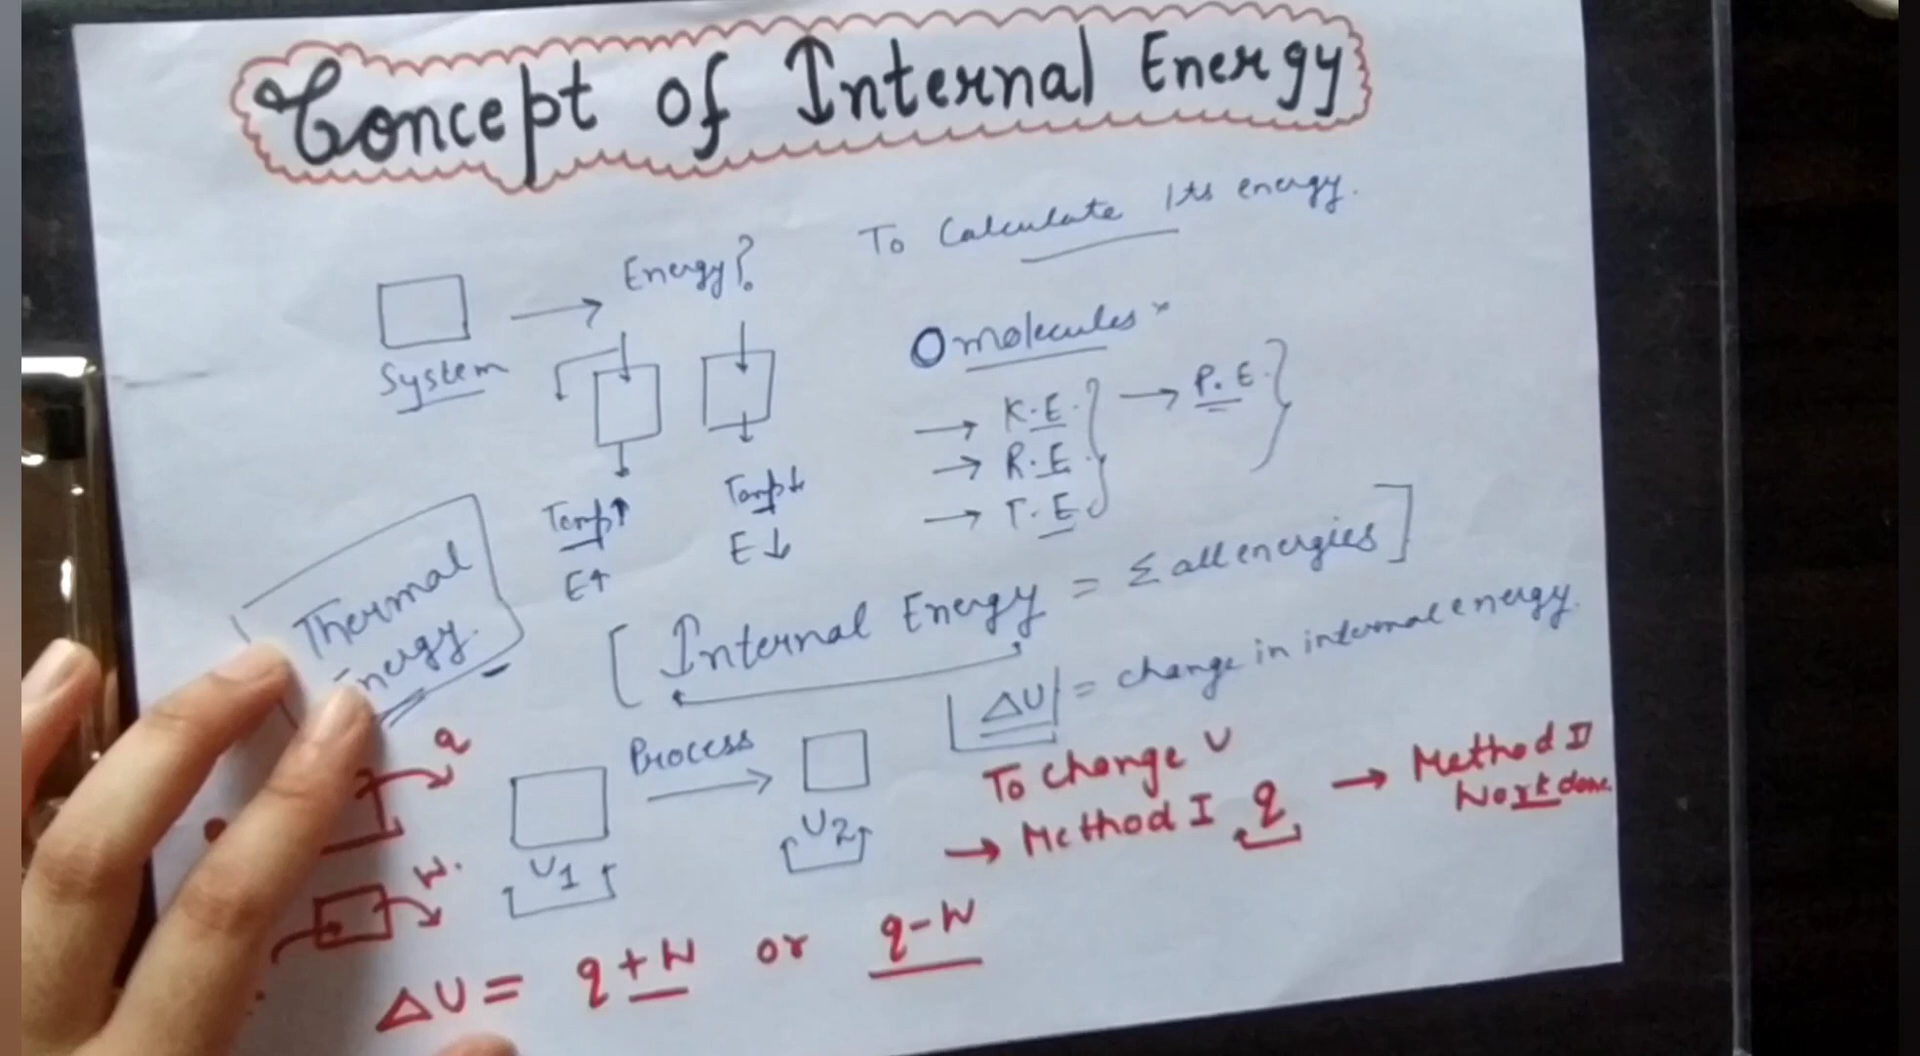 Concept of Internal Energy
To Calculate Its energy.
Energy?
System
molecules
→ K.E. → P.E.
→ R.E.
→ T.E.
Temp↑
E↑
Temp↓
E↓
Thermal
Energy.
[Internal Energy = Σ all energies]
ΔU = change in internal energy.
Process
U1
U2
To change U
→ Method I q → Method II
Work done.
q
W.
ΔU = q+W or q-W